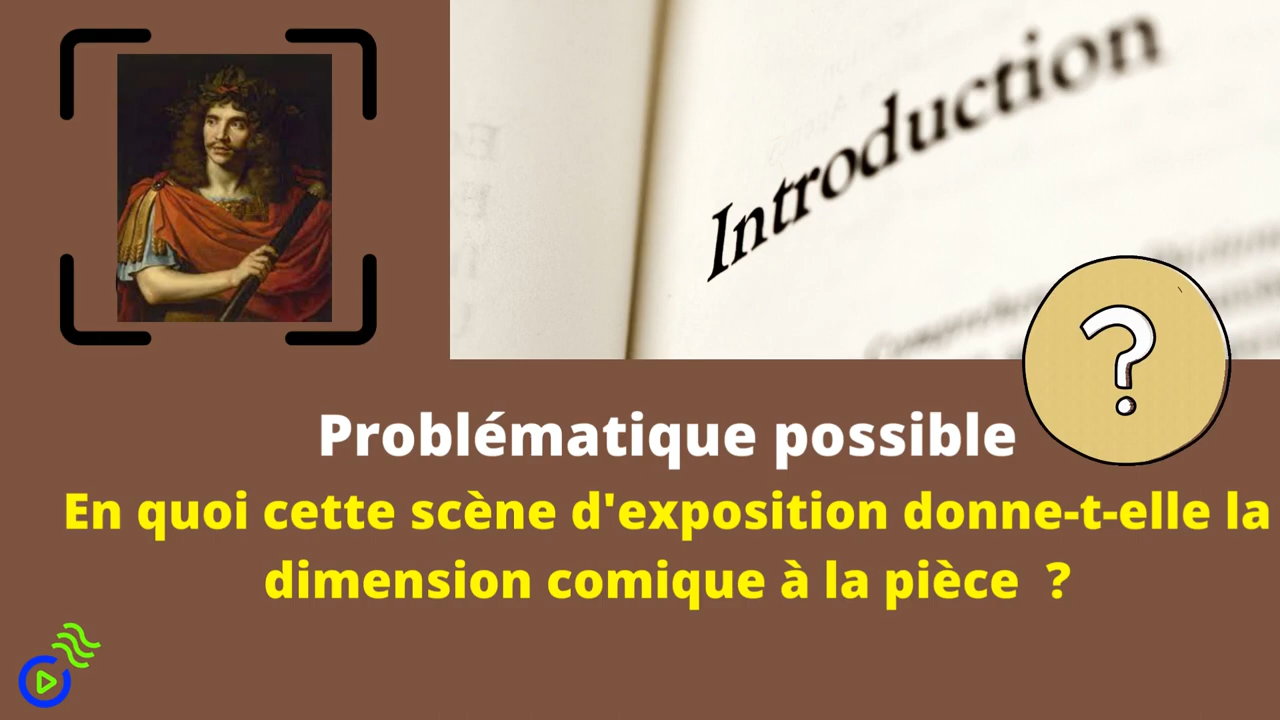 Introduction
?
Problématique possible
En quoi cette scène d'exposition donne-t-elle la
dimension comique à la pièce ?